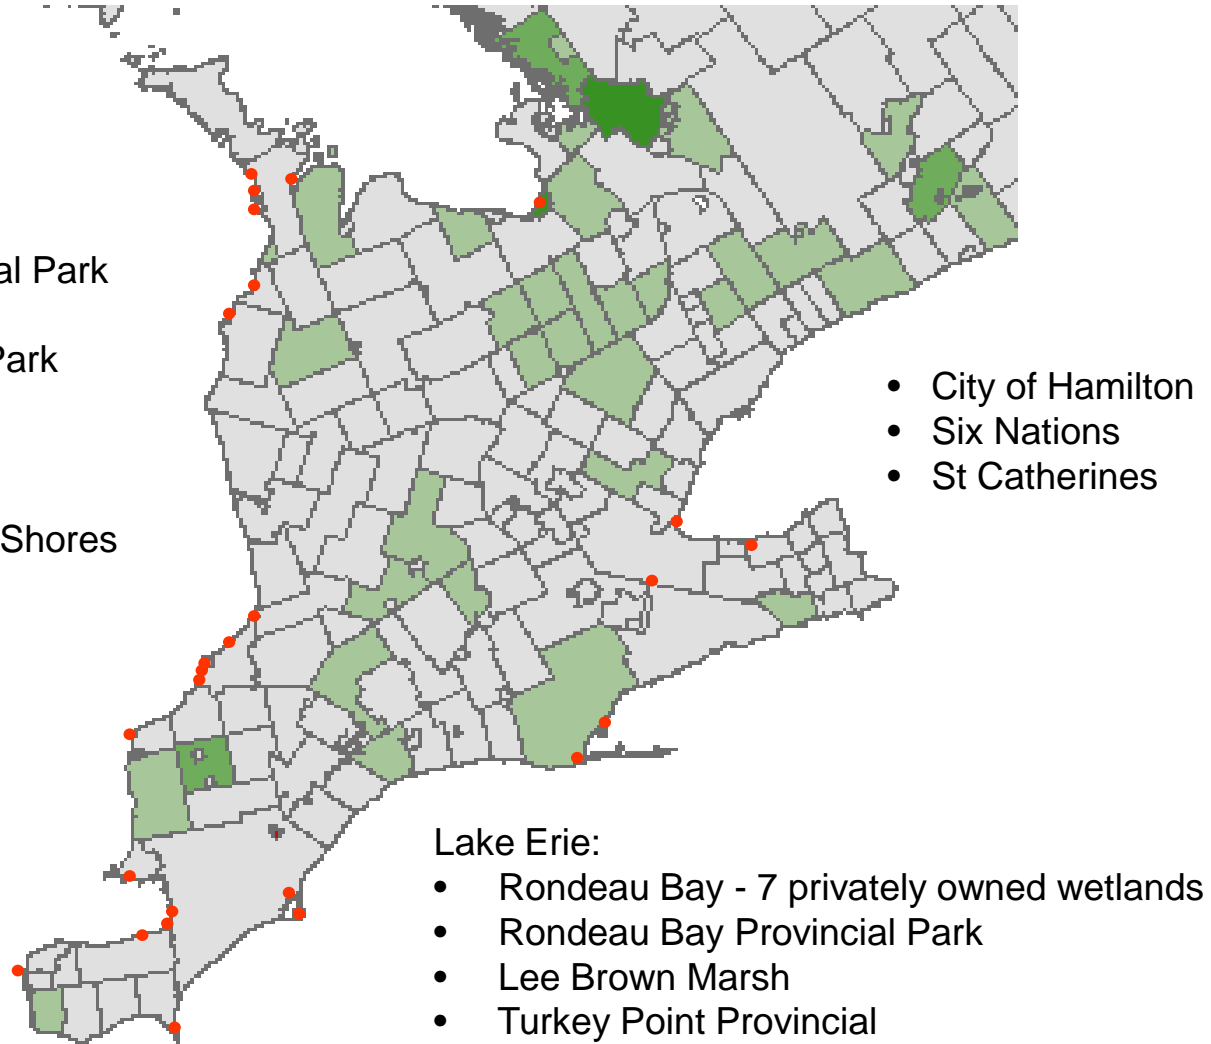 al Park
Park
• City of Hamilton
• Six Nations
• St Catherines
Shores
Lake Erie:
• Rondeau Bay - 7 privately owned wetlands
• Rondeau Bay Provincial Park
• Lee Brown Marsh
• Turkey Point Provincial